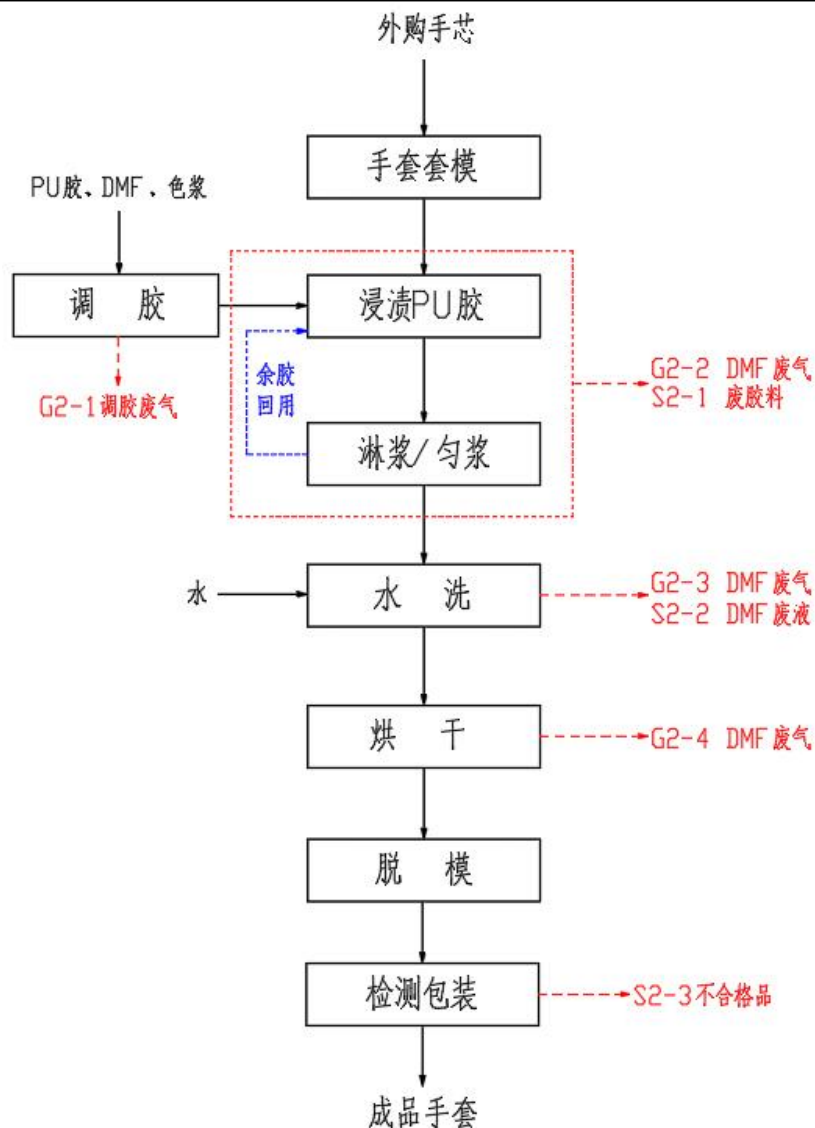 外购手芯
手套套模
PU胶、DMF、色浆
调 胶
浸渍PU胶
余胶
回用
G2-1调胶废气
G2-2 DMF废气
S2-1 废胶料
淋浆/匀浆
水
水 洗
G2-3 DMF废气
S2-2 DMF废液
烘 干
G2-4 DMF废气
脱 模
检测包装
S2-3不合格品
成品手套